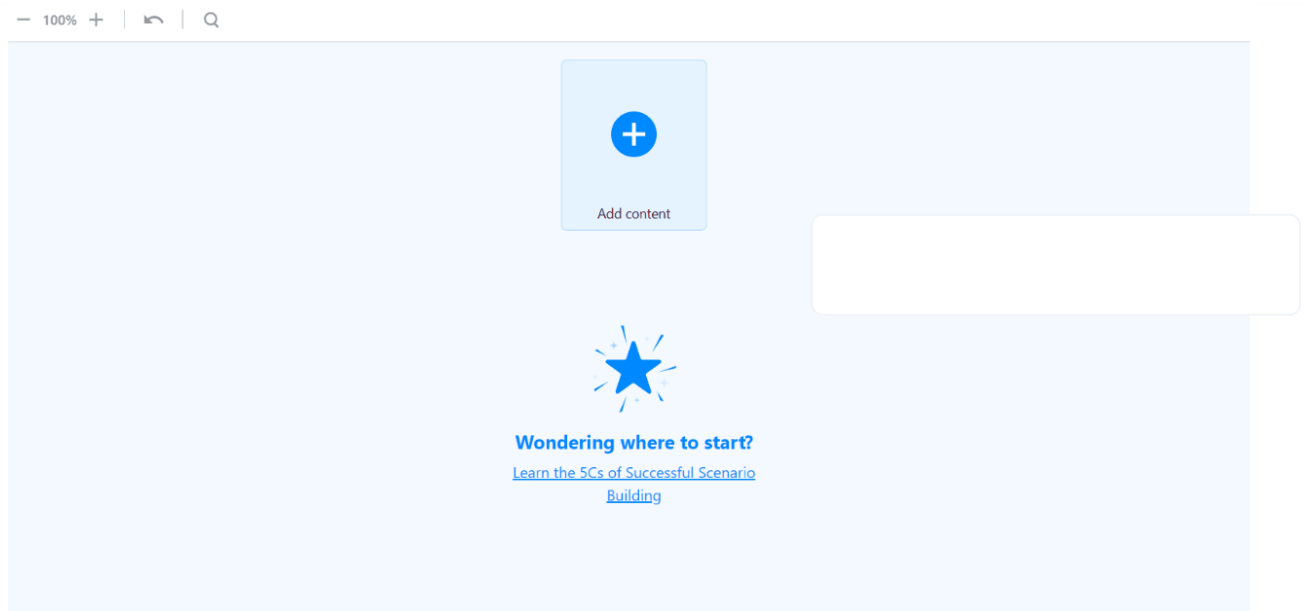 100%
Add content
Wondering where to start?
Learn the 5Cs of Successful Scenario
Building